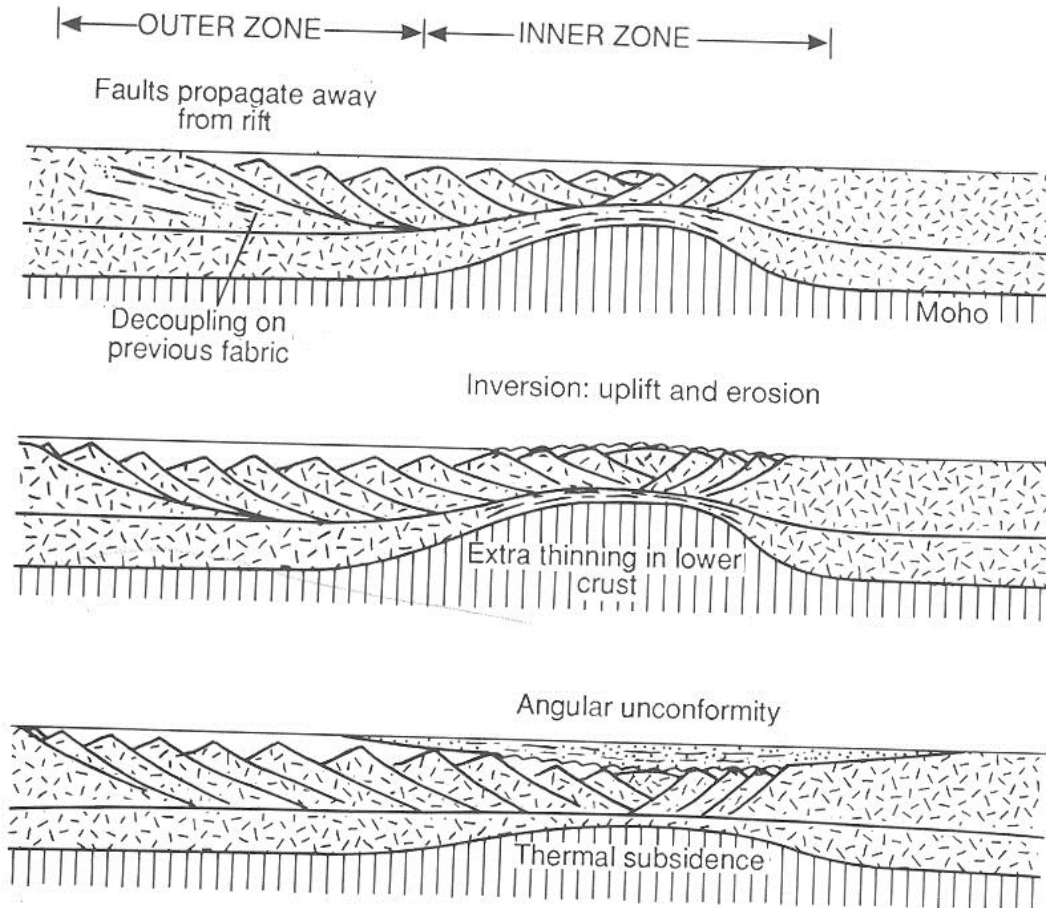 OUTER ZONE
INNER ZONE
Faults propagate away
from rift
Decoupling on
previous fabric
Moho
Inversion: uplift and erosion
Extra thinning in lower
crust
Angular unconformity
Thermal subsidence